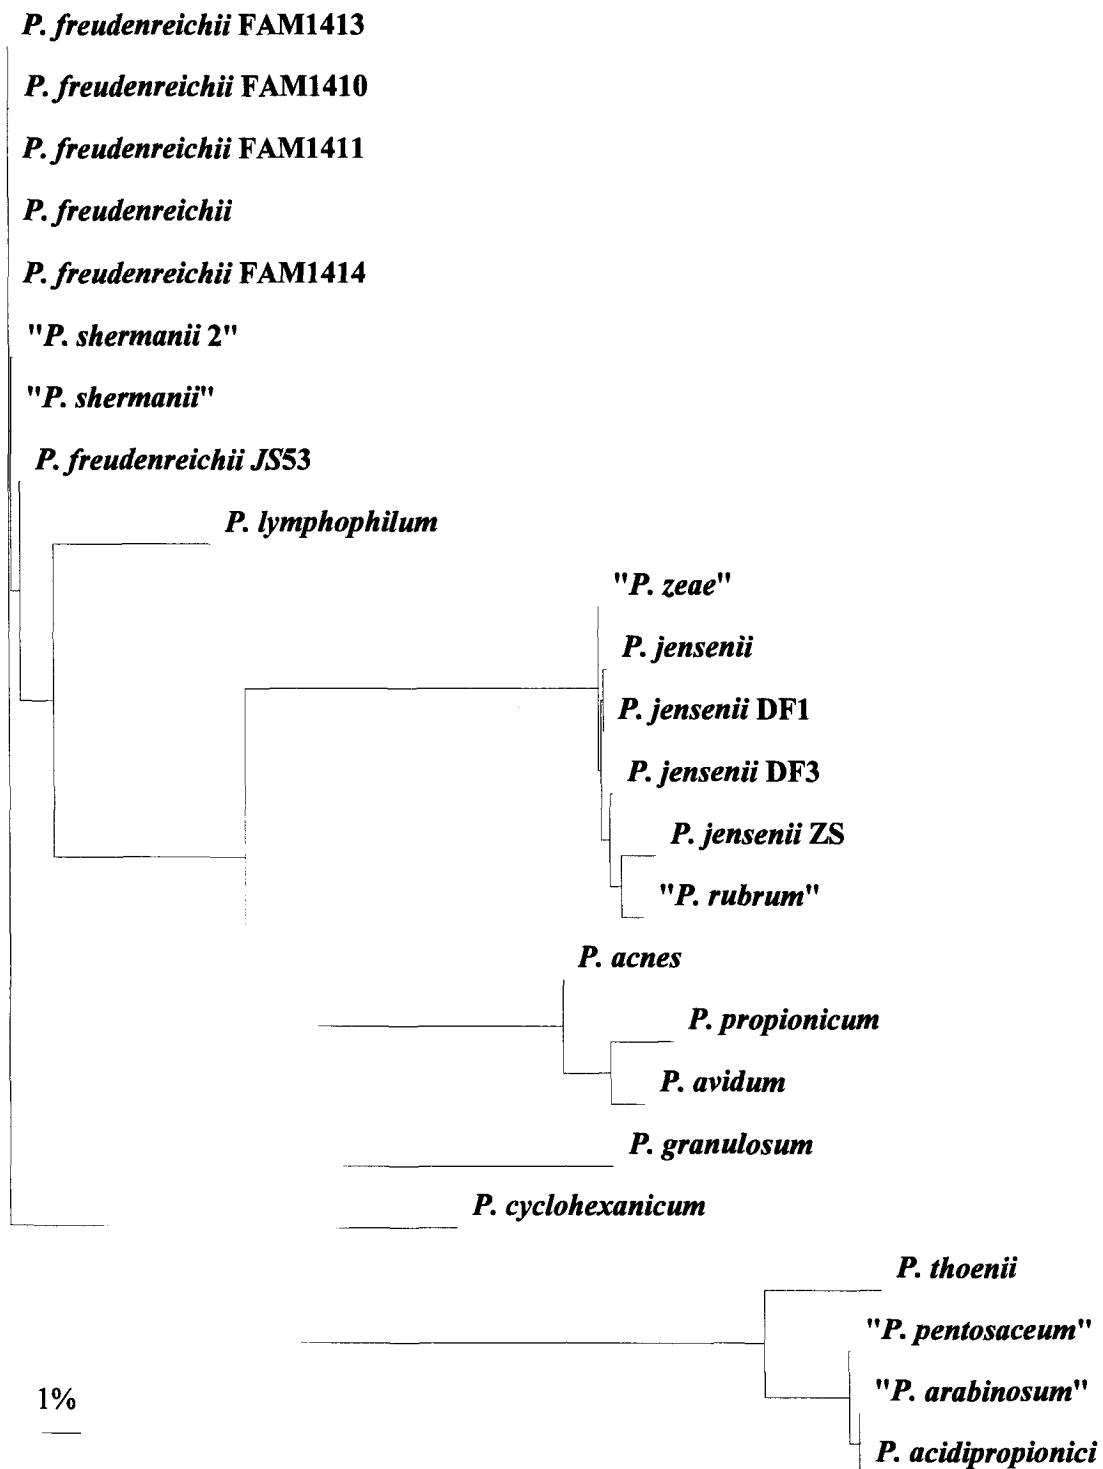 P. freudenreichii FAM1413
P. freudenreichii FAM1410
P. freudenreichii FAM1411
P. freudenreichii
P. freudenreichii FAM1414
"P. shermanii 2"
"P. shermanii"
P. freudenreichii JS53
P. lymphophilum
"P. zeae"
P. jensenii
P. jensenii DF1
P. jensenii DF3
P. jensenii ZS
"P. rubrum"
P. acnes
P. propionicum
P. avidum
P. granulosum
P. cyclohexanicum
P. thoenii
"P. pentosaceum"
"P. arabinosum"
1%
P. acidipropionici